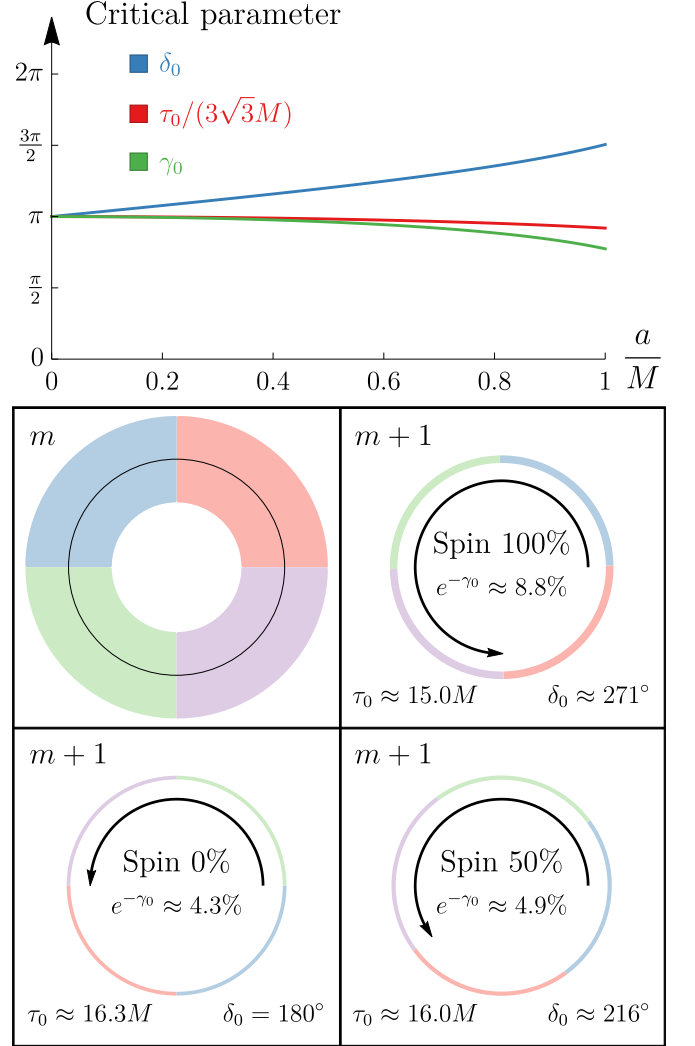 Critical parameter
δ₀
τ₀/(3√3M)
γ₀
2π
3π/2
π
π/2
0
0 0.2 0.4 0.6 0.8 1
a/M
m
m + 1
Spin 100%
e^{−γ₀} ≈ 8.8%
τ₀ ≈ 15.0M δ₀ ≈ 271°
m + 1
Spin 0%
e^{−γ₀} ≈ 4.3%
τ₀ ≈ 16.3M δ₀ = 180°
m + 1
Spin 50%
e^{−γ₀} ≈ 4.9%
τ₀ ≈ 16.0M δ₀ ≈ 216°